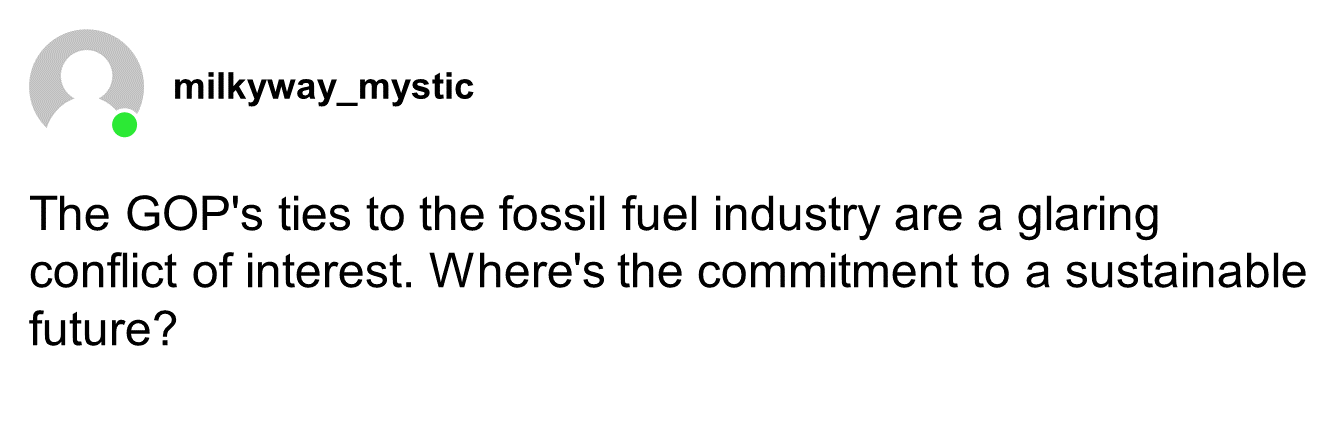 milkyway_mystic
The GOP's ties to the fossil fuel industry are a glaring
conflict of interest. Where's the commitment to a sustainable
future?